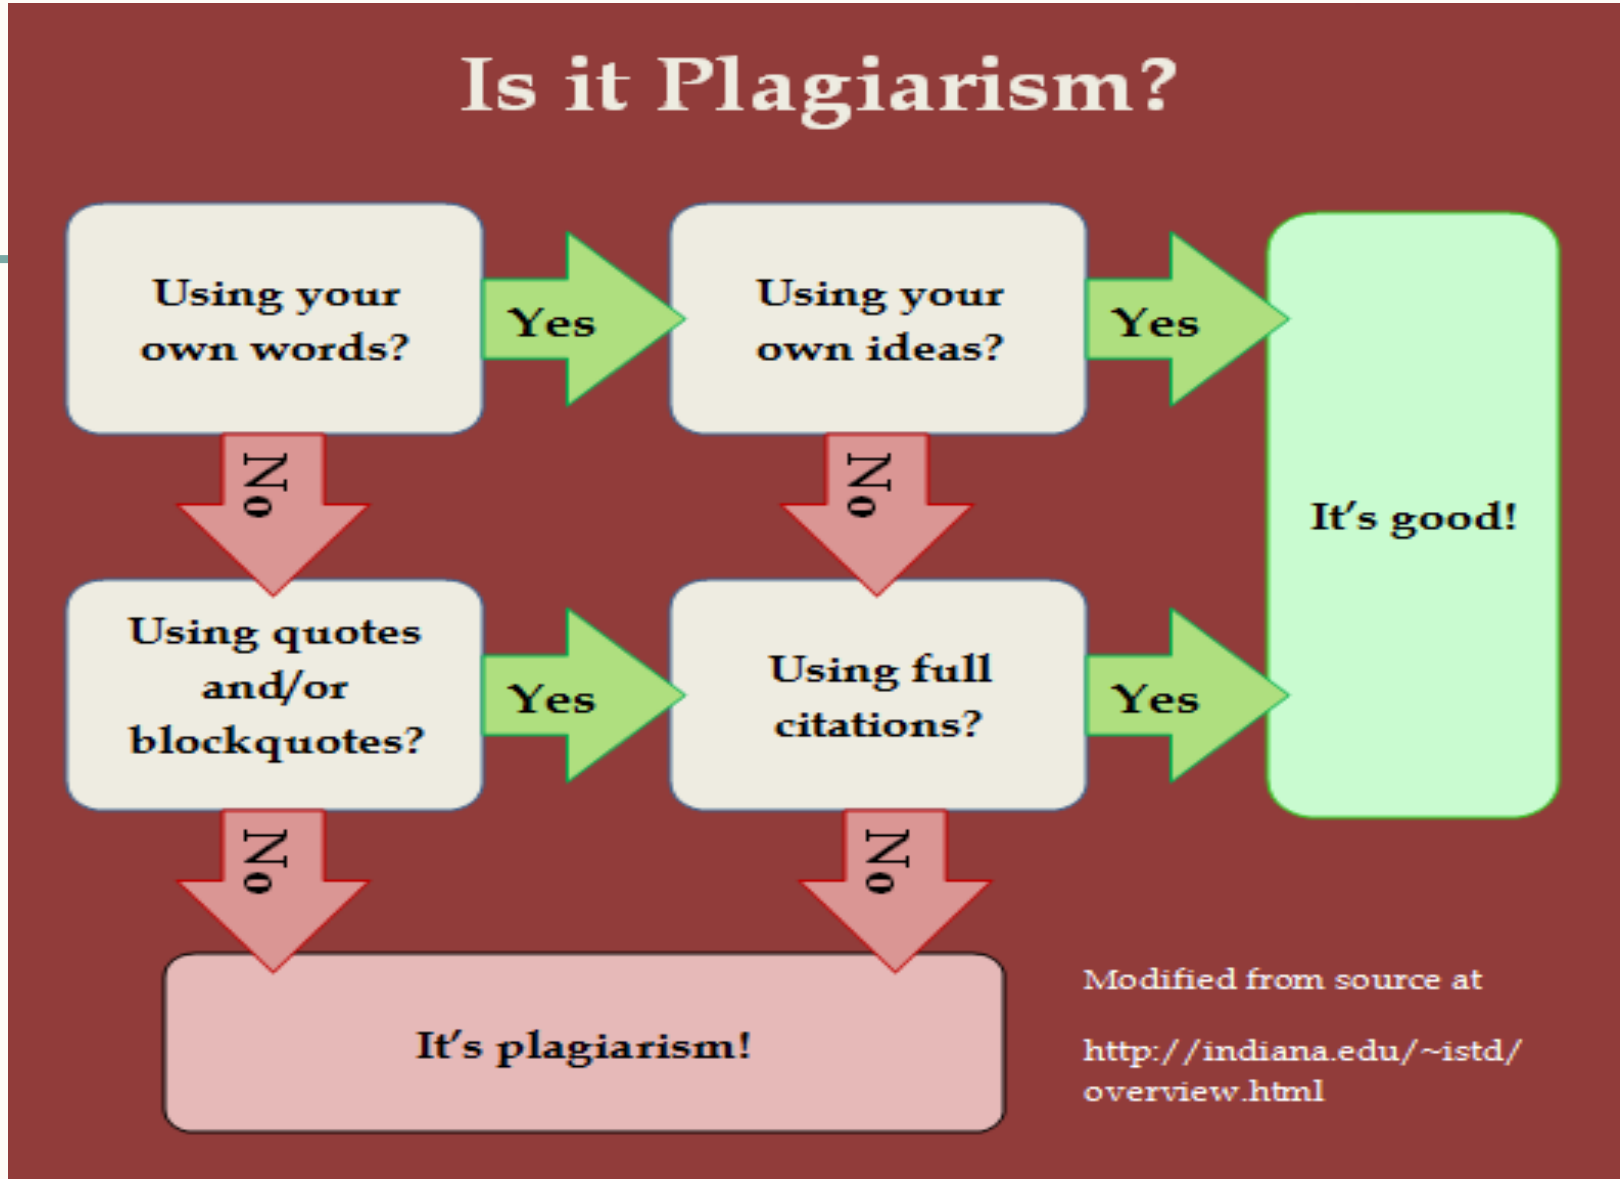 Is it Plagiarism?
Using your
own words?
Yes
Using your
own ideas?
Yes
It's good!
No
No
Using quotes
and/or
blockquotes?
Yes
Using full
citations?
Yes
No
No
It's plagiarism!
Modified from source at
http://indiana.edu/~istd/
overview.html